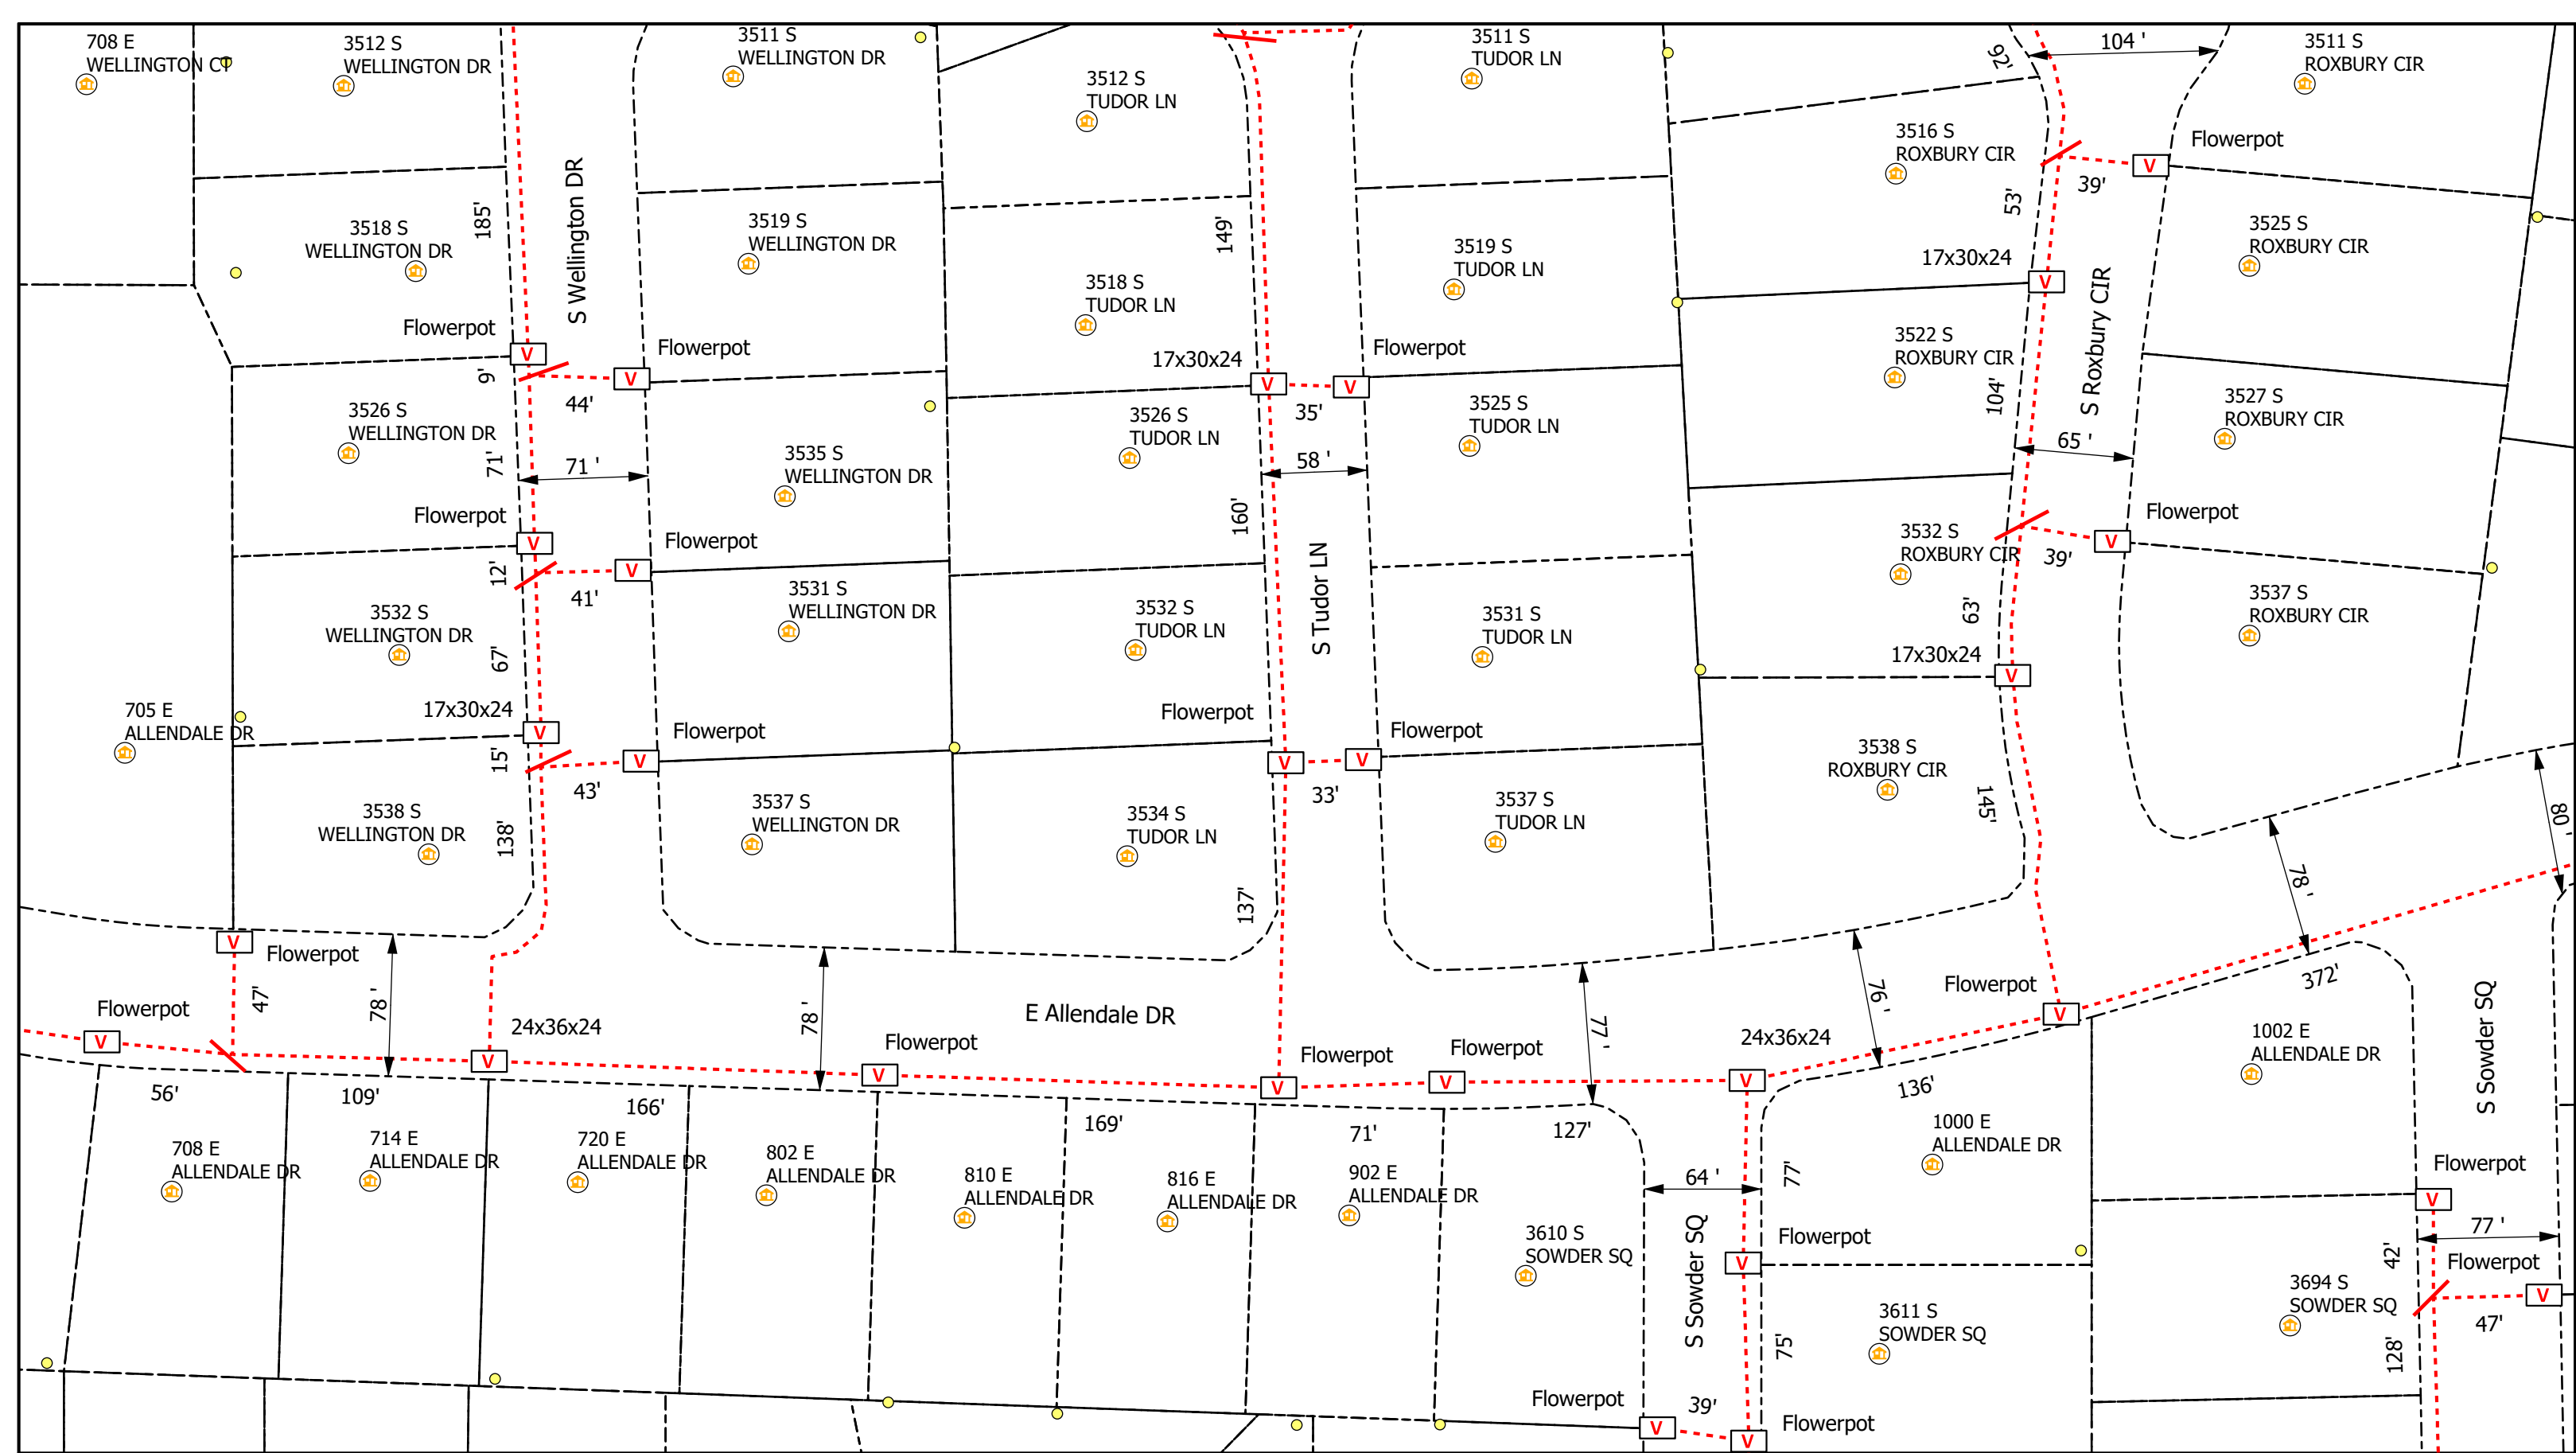 708 E
WELLINGTON CT
3512 S
WELLINGTON DR
3511 S
WELLINGTON DR
3512 S
TUDOR LN
3511 S
TUDOR LN
92'
104 '
3511 S
ROXBURY CIR
3516 S
ROXBURY CIR
Flowerpot
V
39'
53'
185'
S Wellington DR
3518 S
WELLINGTON DR
3519 S
WELLINGTON DR
149'
3518 S
TUDOR LN
3519 S
TUDOR LN
17x30x24
V
3525 S
ROXBURY CIR
S Roxbury CIR
Flowerpot
V
9'
44'
Flowerpot
V
17x30x24
V
35'
Flowerpot
V
3522 S
ROXBURY CIR
104'
65 '
3527 S
ROXBURY CIR
3526 S
WELLINGTON DR
71'
71 '
3535 S
WELLINGTON DR
3526 S
TUDOR LN
58 '
3525 S
TUDOR LN
Flowerpot
V
12'
41'
Flowerpot
V
160'
S Tudor LN
3532 S
ROXBURY CIR
39'
Flowerpot
V
3532 S
WELLINGTON DR
67'
3531 S
WELLINGTON DR
3532 S
TUDOR LN
3531 S
TUDOR LN
63'
17x30x24
V
3537 S
ROXBURY CIR
705 E
ALLENDALE DR
17x30x24
V
15'
43'
Flowerpot
V
Flowerpot
V
33'
Flowerpot
V
3538 S
ROXBURY CIR
145'
3538 S
WELLINGTON DR
138'
3537 S
WELLINGTON DR
3534 S
TUDOR LN
137'
3537 S
TUDOR LN
78 '
80 '
V
Flowerpot
47'
78 '
Flowerpot
V
24x36x24
V
78 '
Flowerpot
V
E Allendale DR
Flowerpot
V
Flowerpot
V
77 '
76 '
24x36x24
V
Flowerpot
V
372'
S Sowder SQ
56'
109'
166'
169'
71'
127'
136'
708 E
ALLENDALE DR
714 E
ALLENDALE DR
720 E
ALLENDALE DR
802 E
ALLENDALE DR
810 E
ALLENDALE DR
816 E
ALLENDALE DR
902 E
ALLENDALE DR
1000 E
ALLENDALE DR
1002 E
ALLENDALE DR
64 '
77'
3610 S
SOWDER SQ
S Sowder SQ
Flowerpot
V
75'
3611 S
SOWDER SQ
Flowerpot
V
77 '
42'
Flowerpot
V
47'
3694 S
SOWDER SQ
128'
Flowerpot
V
39'
Flowerpot
V